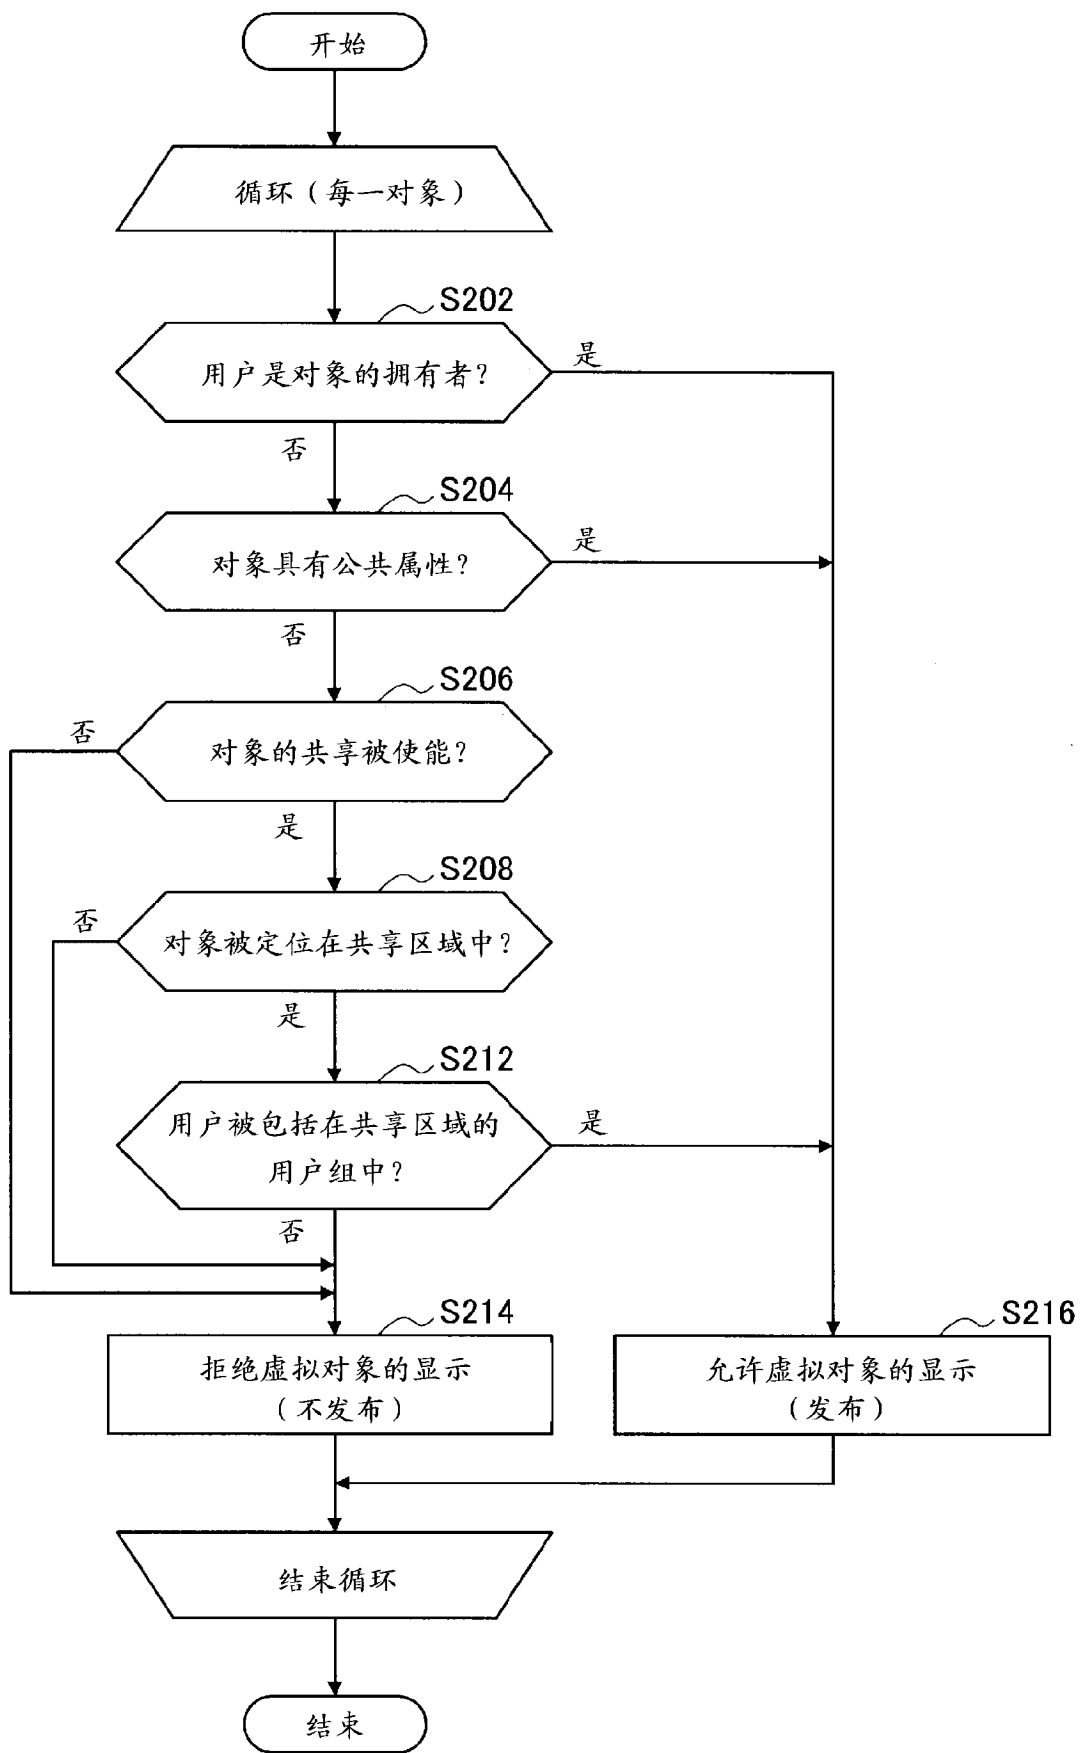 开始
循环（每一对象）
S202
用户是对象的拥有者？
是
否
S204
对象具有公共属性？
是
否
S206
对象的共享被使能？
否
是
S208
对象被定位在共享区域中？
否
是
S212
用户被包括在共享区域的
用户组中？
是
否
S214
拒绝虚拟对象的显示
（不发布）
S216
允许虚拟对象的显示
（发布）
结束循环
结束